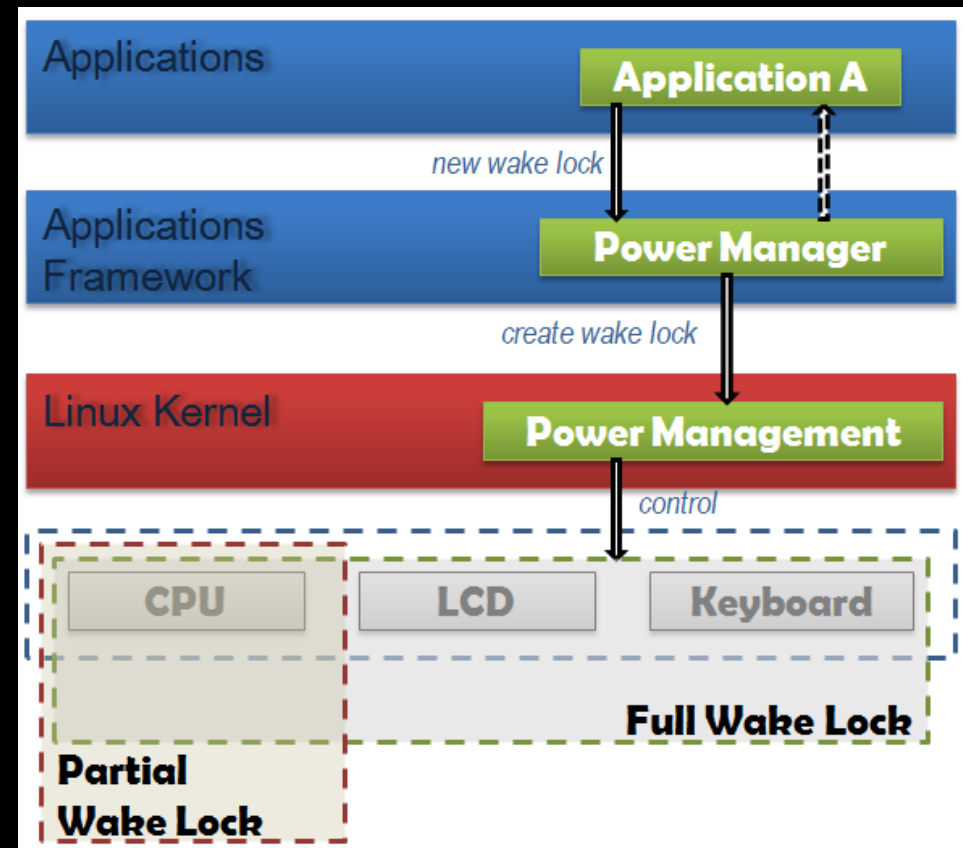 Applications
Application A
new wake lock
Applications
Framework
Power Manager
create wake lock
Linux Kernel
Power Management
control
CPU
LCD
Keyboard
Full Wake Lock
Partial
Wake Lock